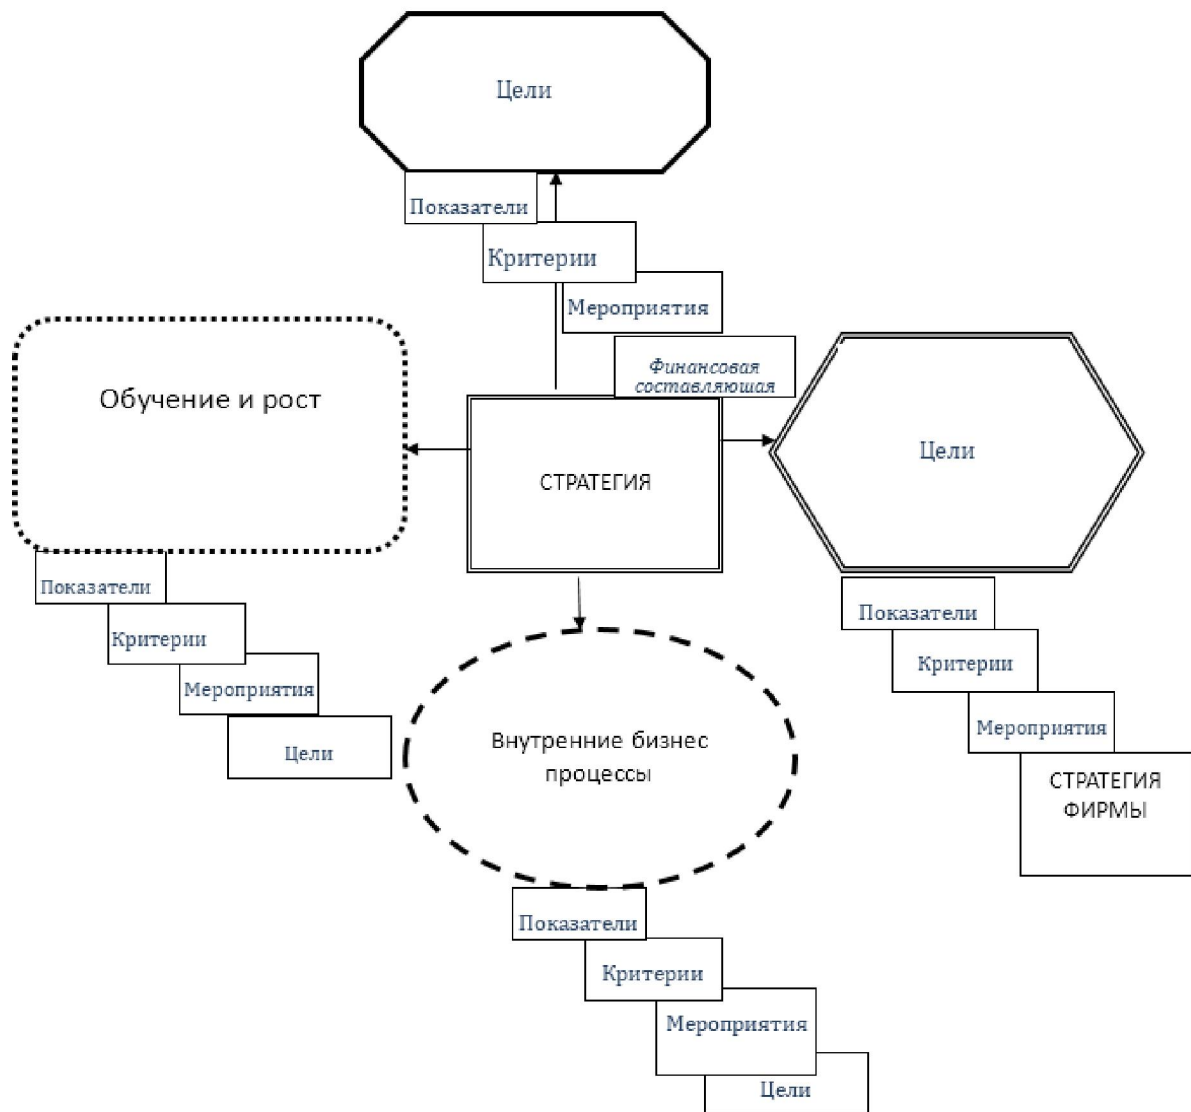 Цели
Показатели
Критерии
Мероприятия
Финансовая
составляющая
Обучение и рост
СТРАТЕГИЯ
Цели
Показатели
Критерии
Мероприятия
Цели
Показатели
Критерии
Мероприятия
СТРАТЕГИЯ
ФИРМЫ
Внутренние бизнес
процессы
Показатели
Критерии
Мероприятия
Цели